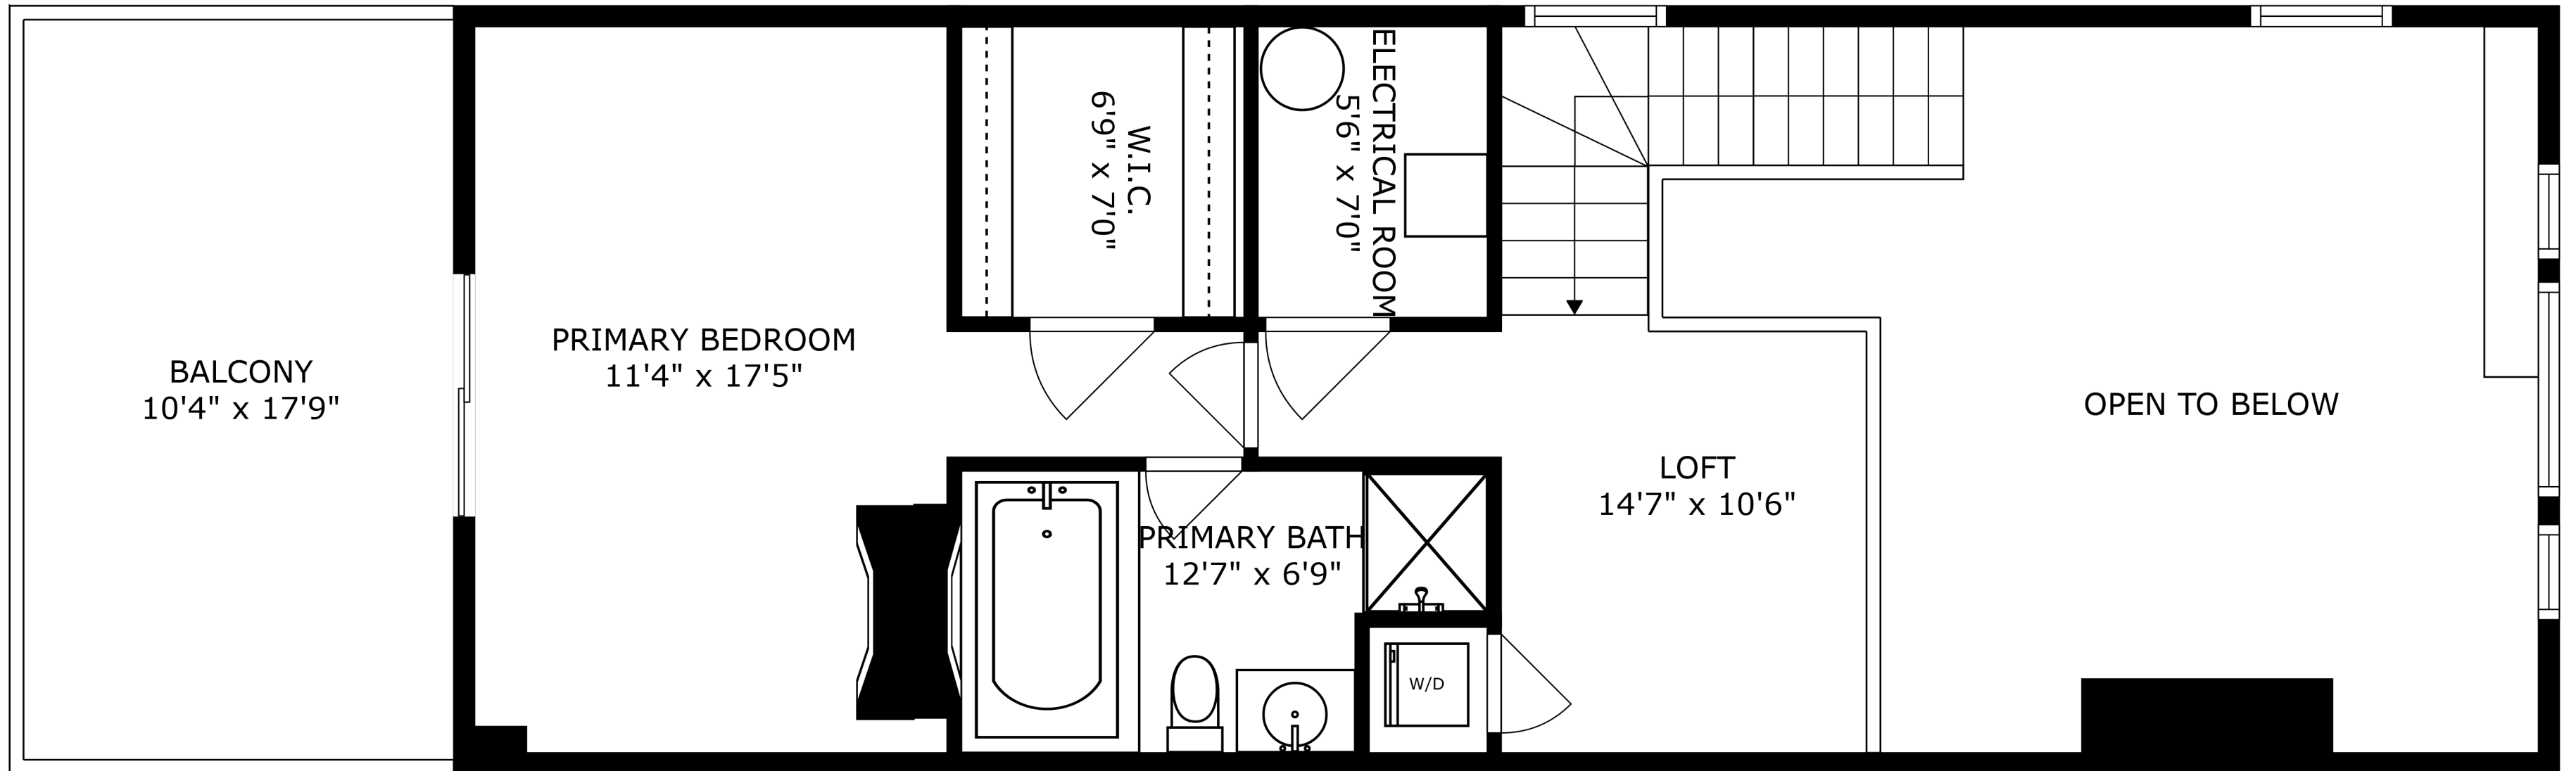 BALCONY
10'4" x 17'9"
PRIMARY BEDROOM
11'4" x 17'5"
W.I.C.
6'9" x 7'0"
ELECTRICAL ROOM
5'6" x 7'0"
PRIMARY BATH
12'7" x 6'9"
W/D
LOFT
14'7" x 10'6"
OPEN TO BELOW